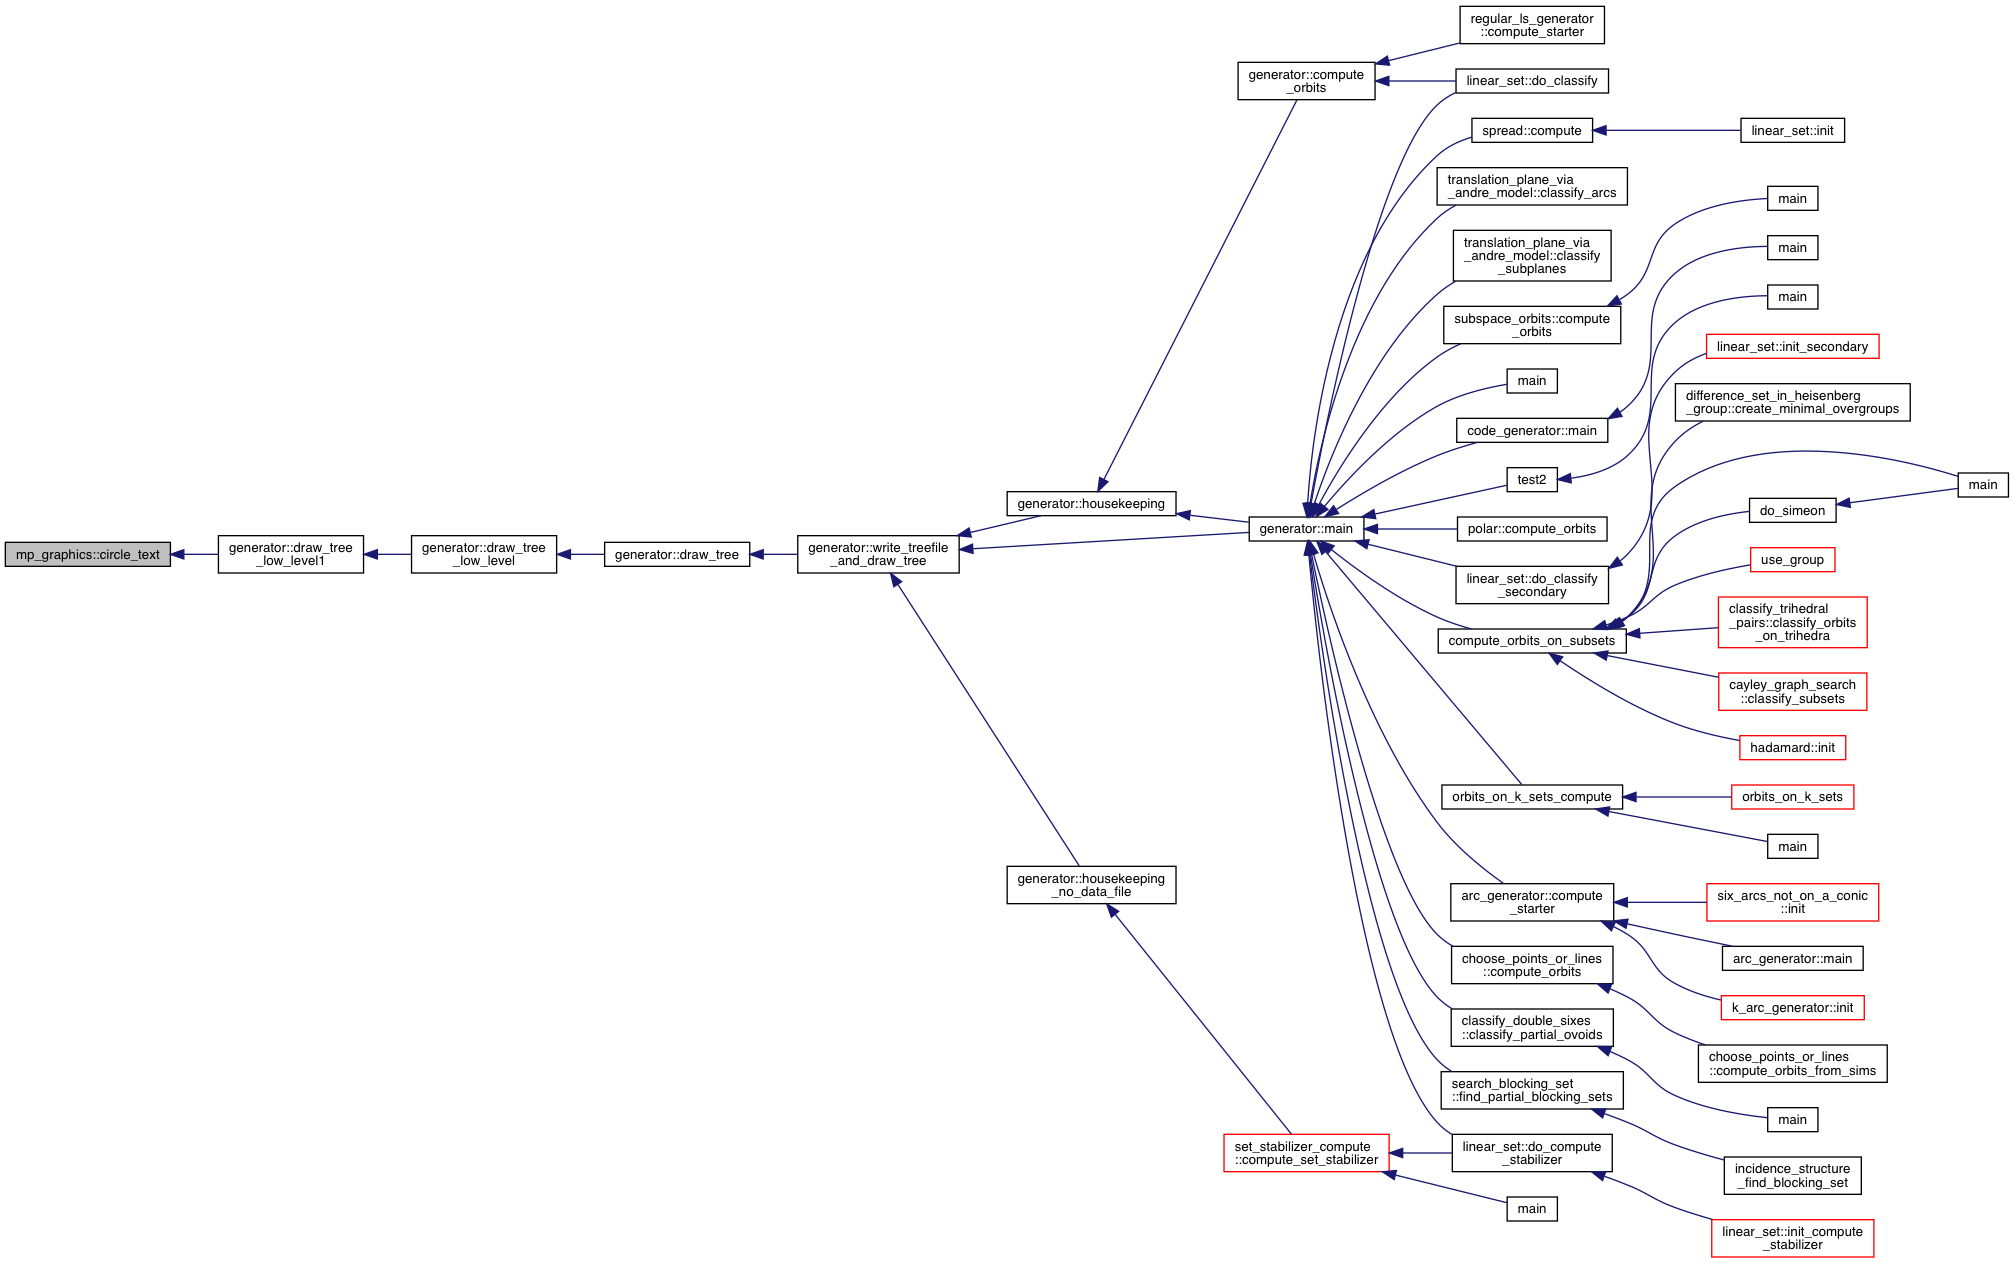 mp_graphics::circle_text
generator::draw_tree
_low_level1
generator::draw_tree
_low_level
generator::draw_tree
generator::write_treefile
_and_draw_tree
generator::housekeeping
generator::housekeeping
_no_data_file
generator::compute
_orbits
generator::main
set_stabilizer_compute
::compute_set_stabilizer
regular_ls_generator
::compute_starter
linear_set::do_classify
spread::compute
translation_plane_via
_andre_model::classify_arcs
translation_plane_via
_andre_model::classify
_subplanes
subspace_orbits::compute
_orbits
main
code_generator::main
test2
polar::compute_orbits
linear_set::do_classify
_secondary
compute_orbits_on_subsets
orbits_on_k_sets_compute
arc_generator::compute
_starter
choose_points_or_lines
::compute_orbits
classify_double_sixes
::classify_partial_ovoids
search_blocking_set
::find_partial_blocking_sets
linear_set::do_compute
_stabilizer
main
linear_set::init
main
main
main
linear_set::init_secondary
difference_set_in_heisenberg
_group::create_minimal_overgroups
do_simeon
use_group
classify_trihedral
_pairs::classify_orbits
_on_trihedra
cayley_graph_search
::classify_subsets
hadamard::init
orbits_on_k_sets
main
six_arcs_not_on_a_conic
::init
arc_generator::main
k_arc_generator::init
choose_points_or_lines
::compute_orbits_from_sims
main
incidence_structure
_find_blocking_set
linear_set::init_compute
_stabilizer
main